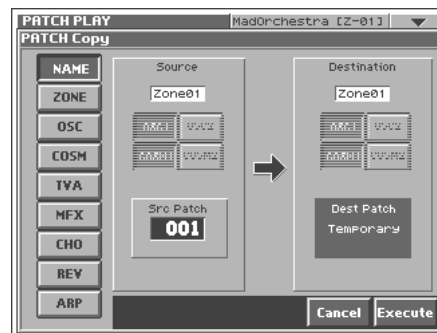 PATCH PLAY
MadOrchestra [Z-01]
PATCH Copy
NAME
ZONE
OSC
COSM
TVA
MFX
CHO
REV
ARP
Source
Zone01
Src Patch
001
Destination
Zone01
Dest Patch
Temporary
Cancel
Execute